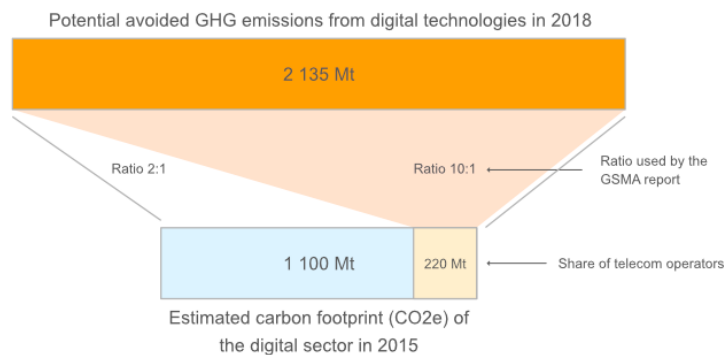 Potential avoided GHG emissions from digital technologies in 2018
2 135 Mt
Ratio 2:1
Ratio 10:1
Ratio used by the
GSMA report
1 100 Mt
220 Mt
Share of telecom operators
Estimated carbon footprint (CO2e) of
the digital sector in 2015